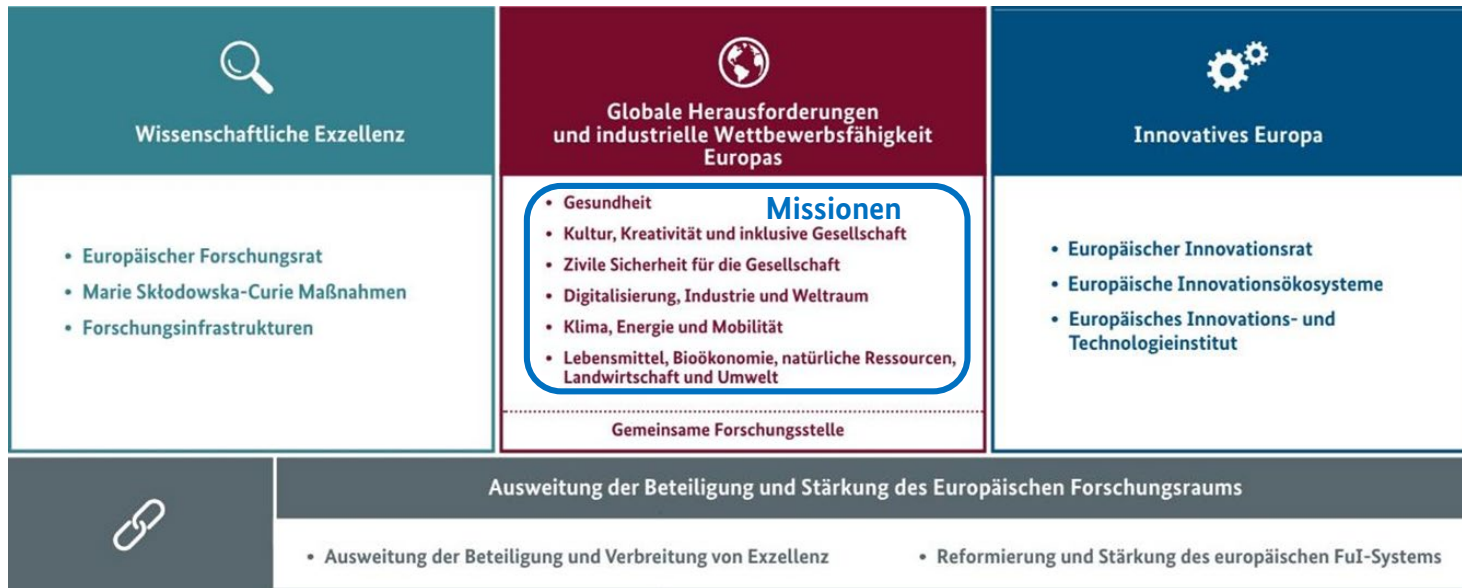 Wissenschaftliche Exzellenz
• Europäischer Forschungsrat
• Marie Skłodowska-Curie Maßnahmen
• Forschungsinfrastrukturen
Globale Herausforderungen
und industrielle Wettbewerbsfähigkeit
Europas
Missionen
• Gesundheit
• Kultur, Kreativität und inklusive Gesellschaft
• Zivile Sicherheit für die Gesellschaft
• Digitalisierung, Industrie und Weltraum
• Klima, Energie und Mobilität
• Lebensmittel, Bioökonomie, natürliche Ressourcen,
Landwirtschaft und Umwelt
Gemeinsame Forschungsstelle
Innovatives Europa
• Europäischer Innovationsrat
• Europäische Innovationsökosysteme
• Europäisches Innovations- und
Technologieinstitut
Ausweitung der Beteiligung und Stärkung des Europäischen Forschungsraums
• Ausweitung der Beteiligung und Verbreitung von Exzellenz
• Reformierung und Stärkung des europäischen FuI-Systems